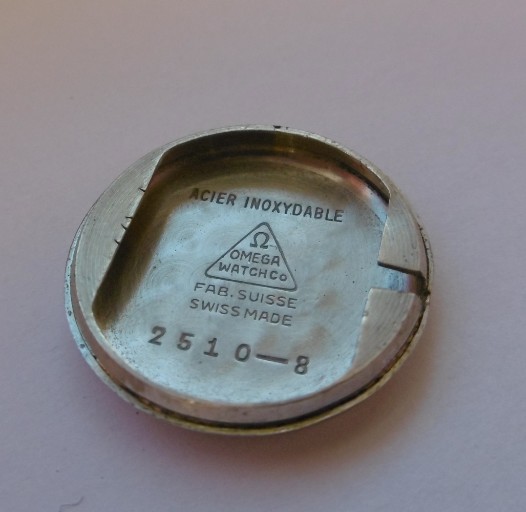 ACIER INOXYDABLE
Ω
OMEGA
WATCH Co
FAB. SUISSE
SWISS MADE
2510-8